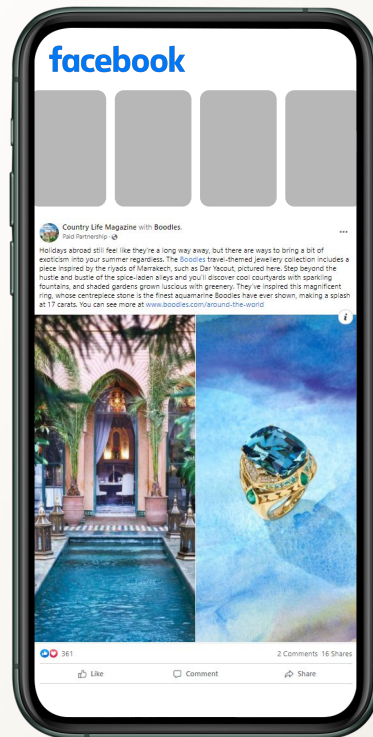 facebook
Country Life Magazine with Boodles.
Paid Partnership ·
Holidays abroad still feel like they're a long way away, but there are ways to bring a bit of
exoticism into your summer regardless. The Boodles travel-themed jewellery collection includes a
piece inspired by the riyads of Marrakech, such as Dar Yacout, pictured here. Step beyond the
hustle and bustle of the spice-laden alleys and you'll discover cool courtyards with sparkling
fountains, and shaded gardens grown luscious with greenery. They've inspired this magnificent
ring, whose centrepiece stone is the finest aquamarine Boodles have ever shown, making a splash
at 17 carats. You can see more at www.boodles.com/around-the-world
i
361
2 Comments 16 Shares
Like
Comment
Share